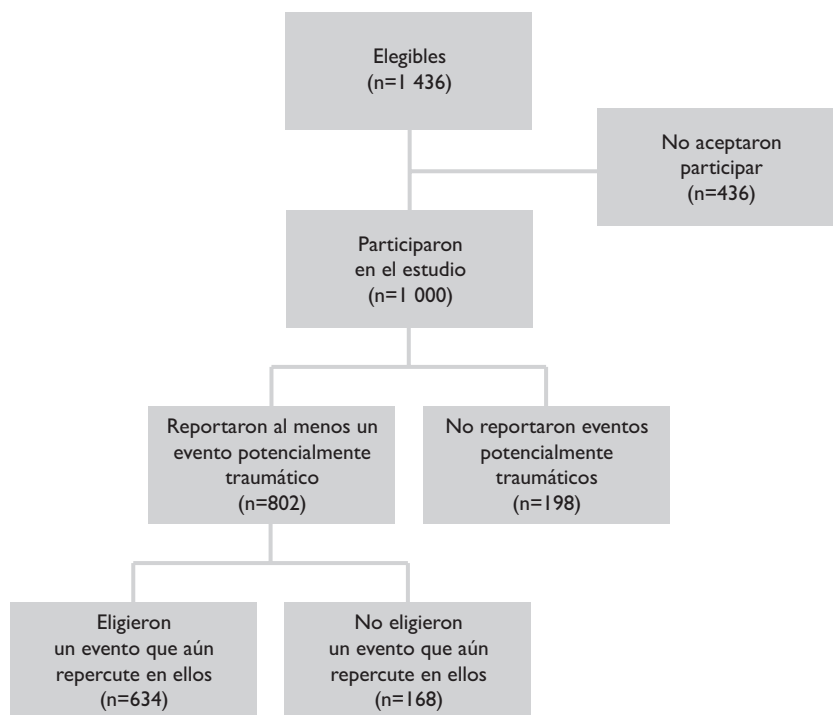 Elegibles
(n=1 436)
No aceptaron
participar
(n=436)
Participaron
en el estudio
(n=1 000)
Reportaron al menos un
evento potencialmente
traumático
(n=802)
No reportaron eventos
potencialmente
traumáticos
(n=198)
Eligieron
un evento que aún
repercute en ellos
(n=634)
No eligieron
un evento que aún
repercute en ellos
(n=168)